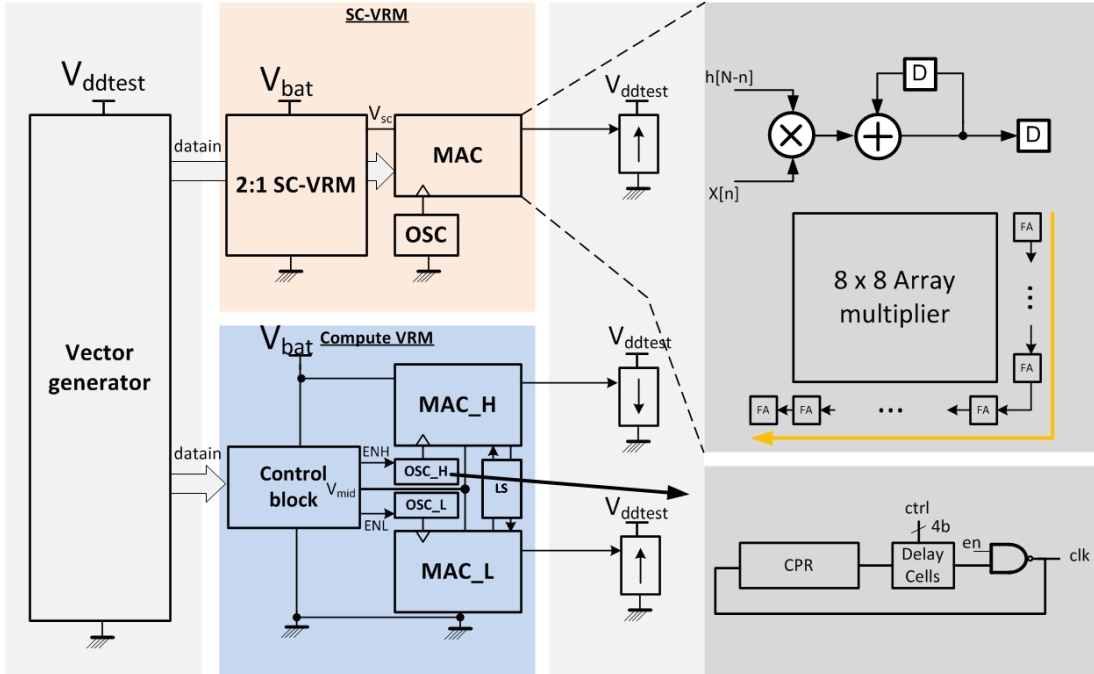 SC-VRM
Vddtest
Vbat
Vsc
datain
2:1 SC-VRM
MAC
OSC
Vddtest
h[N-n]
X[n]
D
D
8 x 8 Array
multiplier
FA
FA
FA
FA
FA
Vector
generator
Compute VRM
Vbat
datain
Control
block
Vmid
ENH
ENL
MAC_H
OSC_H
OSC_L
LS
MAC_L
Vddtest
Vddtest
CPR
ctrl
4b
Delay
Cells
en
clk